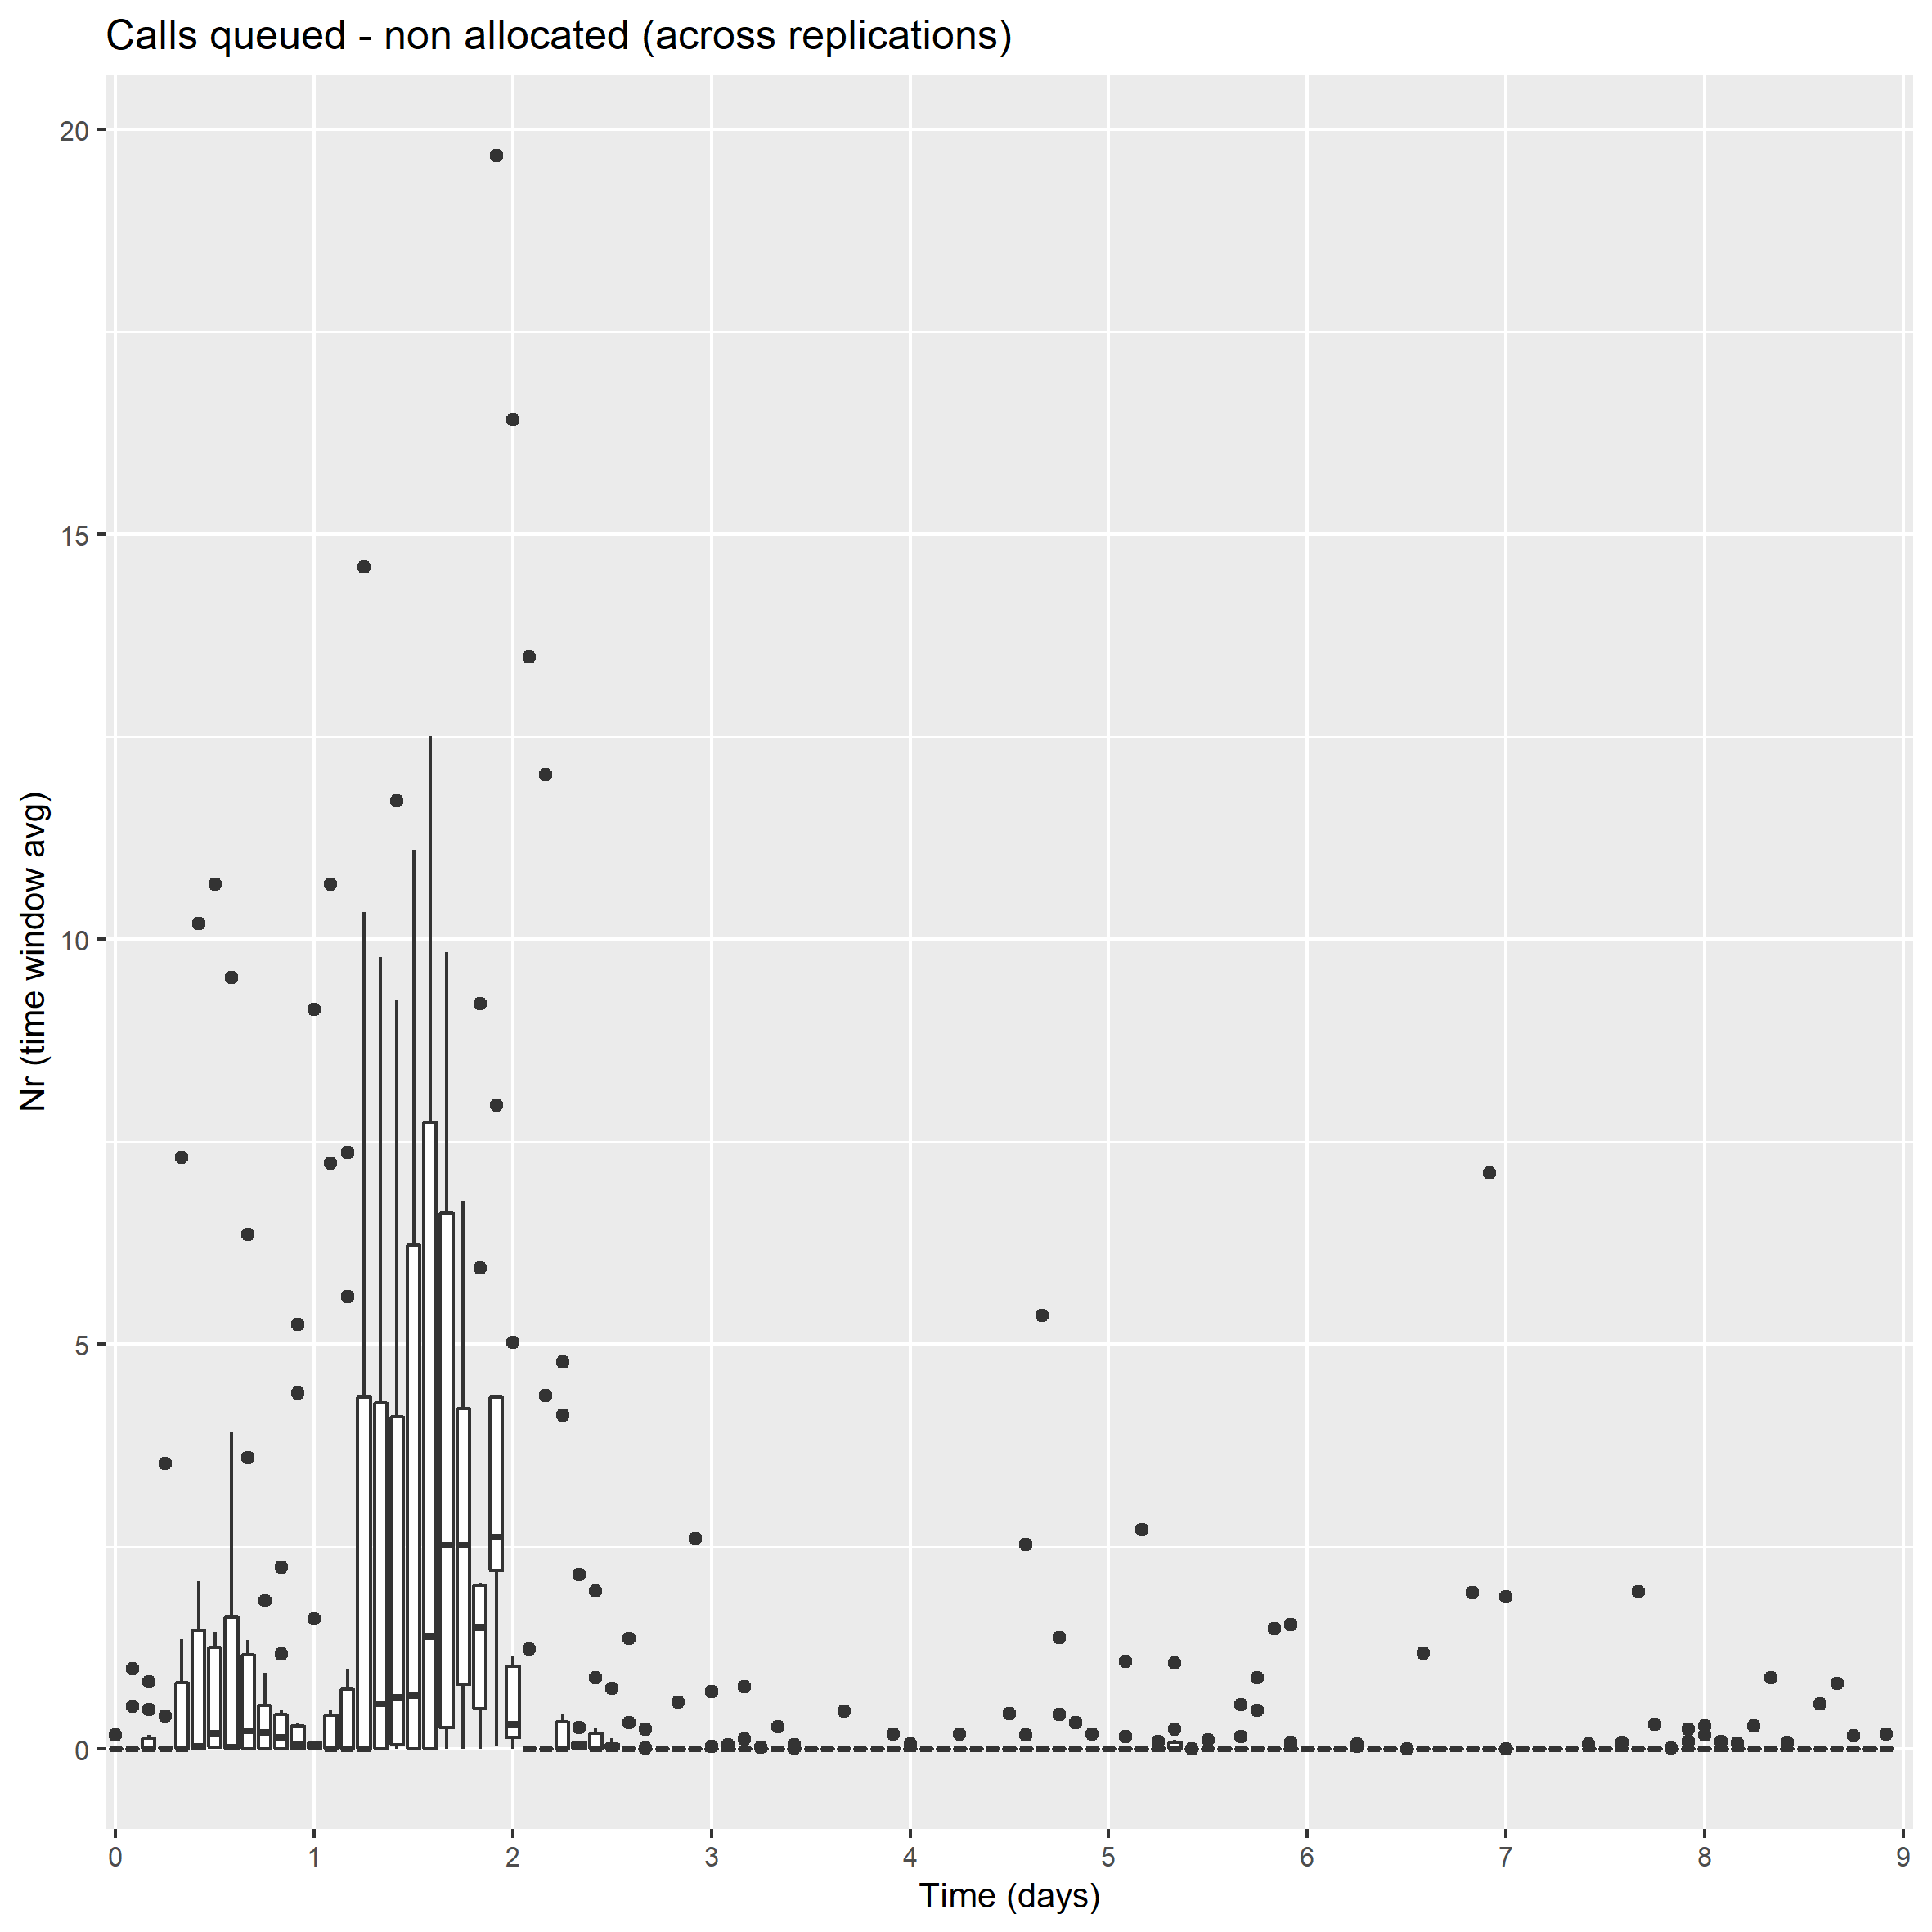 Calls queued - non allocated (across replications)
Nr (time window avg)
20
15
10
5
0
0 1 2 3 4 5 6 7 8 9
Time (days)